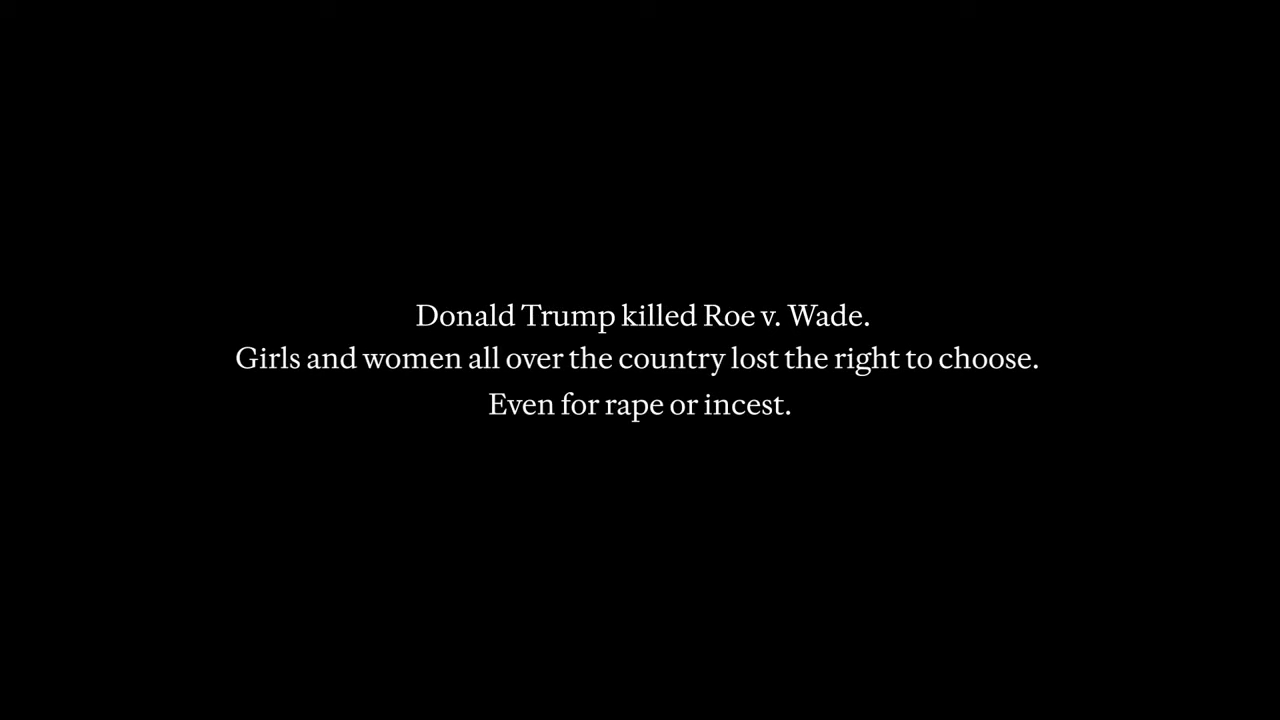 Donald Trump killed Roe v. Wade.
Girls and women all over the country lost the right to choose.
Even for rape or incest.